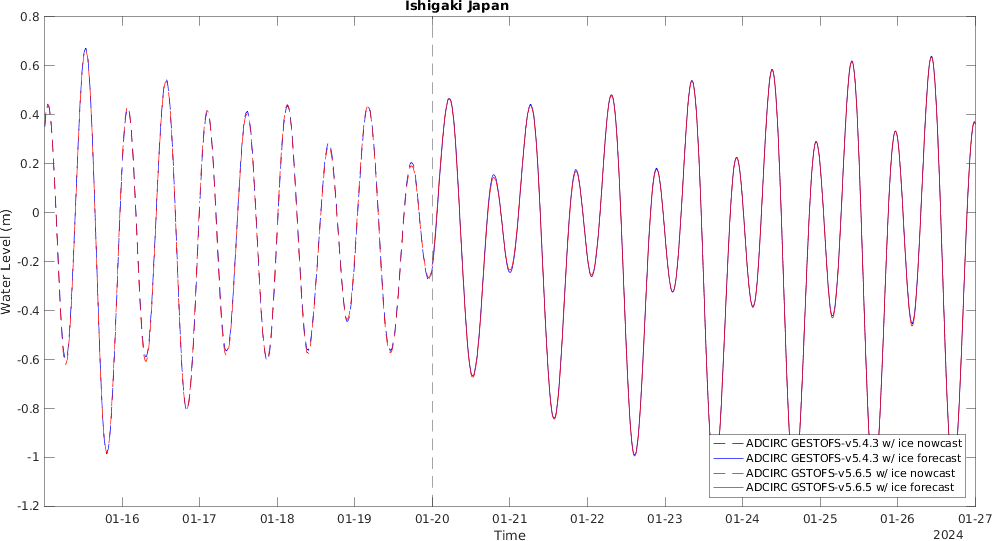 Ishigaki Japan
0.8
0.6
0.4
0.2
0
-0.2
-0.4
-0.6
-0.8
-1
-1.2
Water Level (m)
ADCIRC GESTOFS-v5.4.3 w/ ice nowcast
ADCIRC GESTOFS-v5.4.3 w/ ice forecast
ADCIRC GSTOFS-v5.6.5 w/ ice nowcast
ADCIRC GSTOFS-v5.6.5 w/ ice forecast
01-16 01-17 01-18 01-19 01-20 01-21 01-22 01-23 01-24 01-25 01-26 01-27
Time
2024